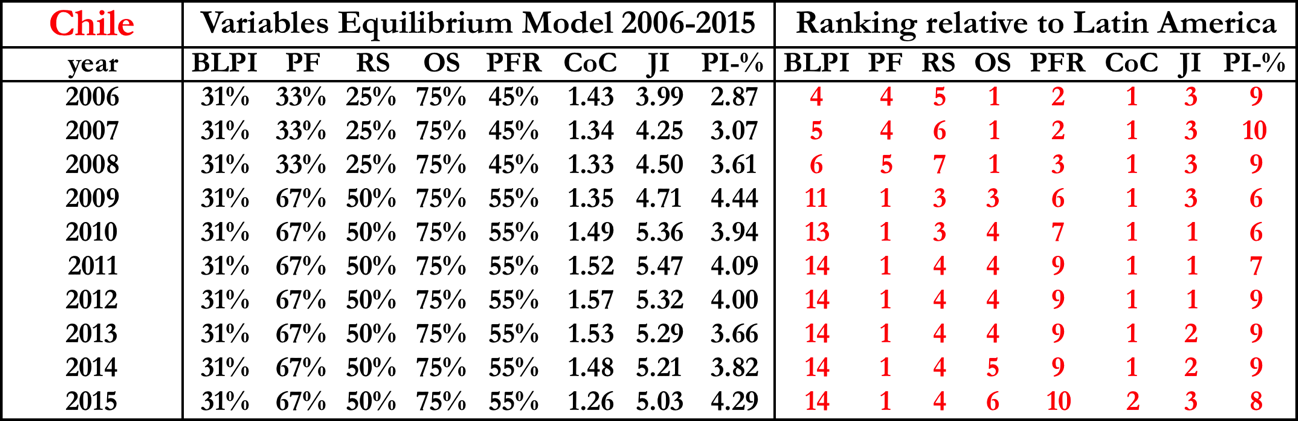 Chile Variables Equilibrium Model 2006-2015 Ranking relative to Latin America
year BLPI PF RS OS PFR CoC JI PI-% BLPI PF RS OS PFR CoC JI PI-%
2006 31% 33% 25% 75% 45% 1.43 3.99 2.87 4 4 5 1 2 1 3 9
2007 31% 33% 25% 75% 45% 1.34 4.25 3.07 5 4 6 1 2 1 3 10
2008 31% 33% 25% 75% 45% 1.33 4.50 3.61 6 5 7 1 3 1 3 9
2009 31% 67% 50% 75% 55% 1.35 4.71 4.44 11 1 3 3 6 1 3 6
2010 31% 67% 50% 75% 55% 1.49 5.36 3.94 13 1 3 4 7 1 1 6
2011 31% 67% 50% 75% 55% 1.52 5.47 4.09 14 1 4 4 9 1 1 7
2012 31% 67% 50% 75% 55% 1.57 5.32 4.00 14 1 4 4 9 1 1 9
2013 31% 67% 50% 75% 55% 1.53 5.29 3.66 14 1 4 4 9 1 2 9
2014 31% 67% 50% 75% 55% 1.48 5.21 3.82 14 1 4 5 9 1 2 9
2015 31% 67% 50% 75% 55% 1.26 5.03 4.29 14 1 4 6 10 2 3 8